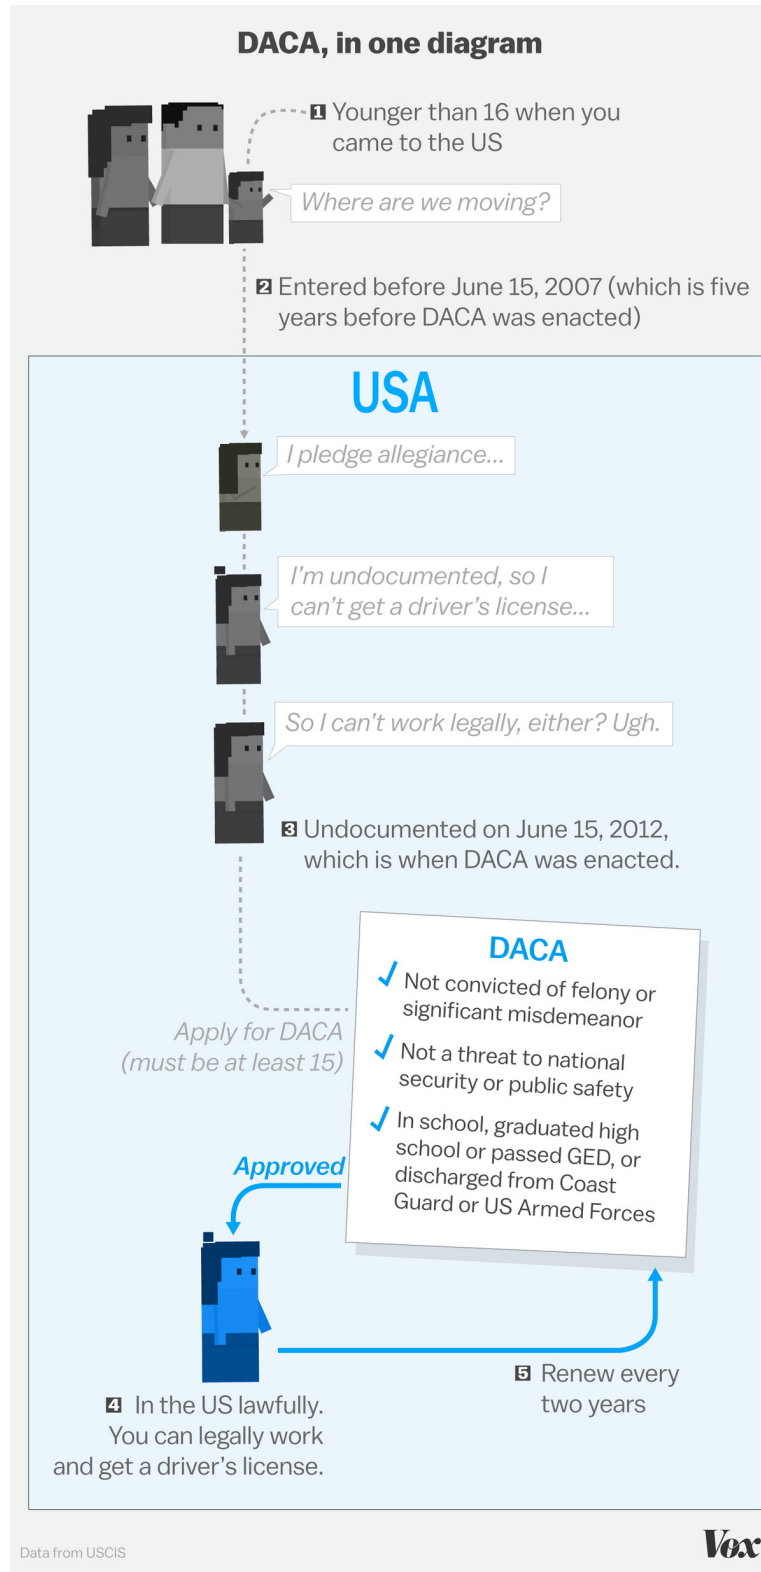 DACA, in one diagram
1 Younger than 16 when you
came to the US
Where are we moving?
2 Entered before June 15, 2007 (which is five
years before DACA was enacted)
USA
I pledge allegiance...
I'm undocumented, so I
can't get a driver's license...
So I can't work legally, either? Ugh.
3 Undocumented on June 15, 2012,
which is when DACA was enacted.
DACA
Not convicted of felony or
significant misdemeanor
Not a threat to national
security or public safety
In school, graduated high
school or passed GED, or
discharged from Coast
Guard or US Armed Forces
Apply for DACA
(must be at least 15)
Approved
4 In the US lawfully.
You can legally work
and get a driver's license.
5 Renew every
two years
Data from USCIS
Vox